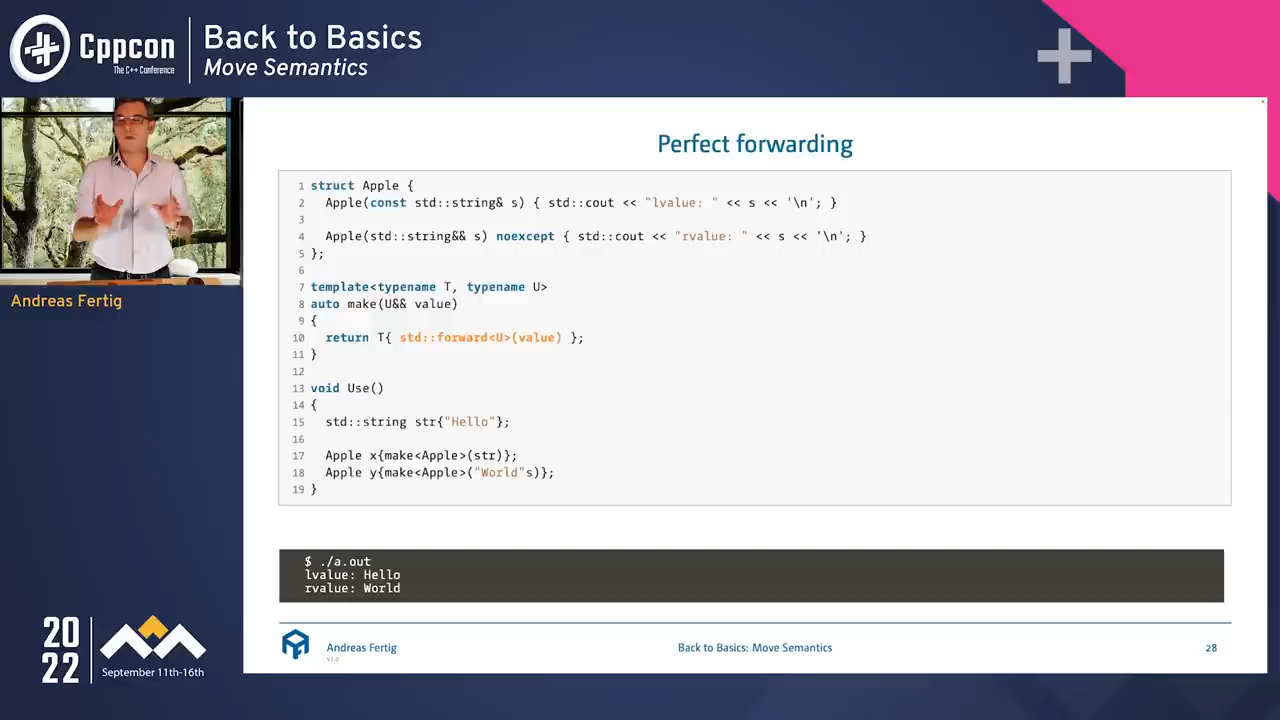 Cppcon
The C++ Conference
Back to Basics
Move Semantics
Andreas Fertig
Perfect forwarding
1 struct Apple {
2 Apple(const std::string& s) { std::cout << "lvalue: " << s << '\n'; }
3
4 Apple(std::string&& s) noexcept { std::cout << "rvalue: " << s << '\n'; }
5 };
6
7 template<typename T, typename U>
8 auto make(U&& value)
9 {
10 return T{ std::forward<U>(value) };
11 }
12
13 void Use()
14 {
15 std::string str{"Hello"};
16
17 Apple x{make<Apple>(str)};
18 Apple y{make<Apple>("World"s)};
19 }
$ ./a.out
lvalue: Hello
rvalue: World
Andreas Fertig
Back to Basics: Move Semantics
28
20
22
September 11th-16th